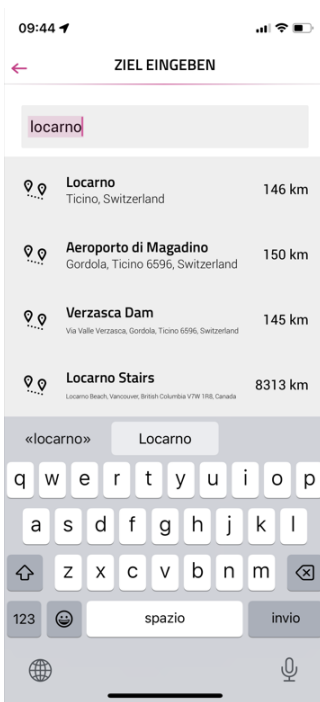 09:44
ZIEL EINGEBEN
locarno
Locarno
Ticino, Switzerland
146 km
Aeroporto di Magadino
Gordola, Ticino 6596, Switzerland
150 km
Verzasca Dam
Via Valle Verzasca, Gordola, Ticino 6596, Switzerland
145 km
Locarno Stairs
Locarno Beach, Vancouver, British Columbia V7W 1R8, Canada
8313 km
«locarno» Locarno
q w e r t y u i o p
a s d f g h j k l
z x c v b n m
123 spazio invio